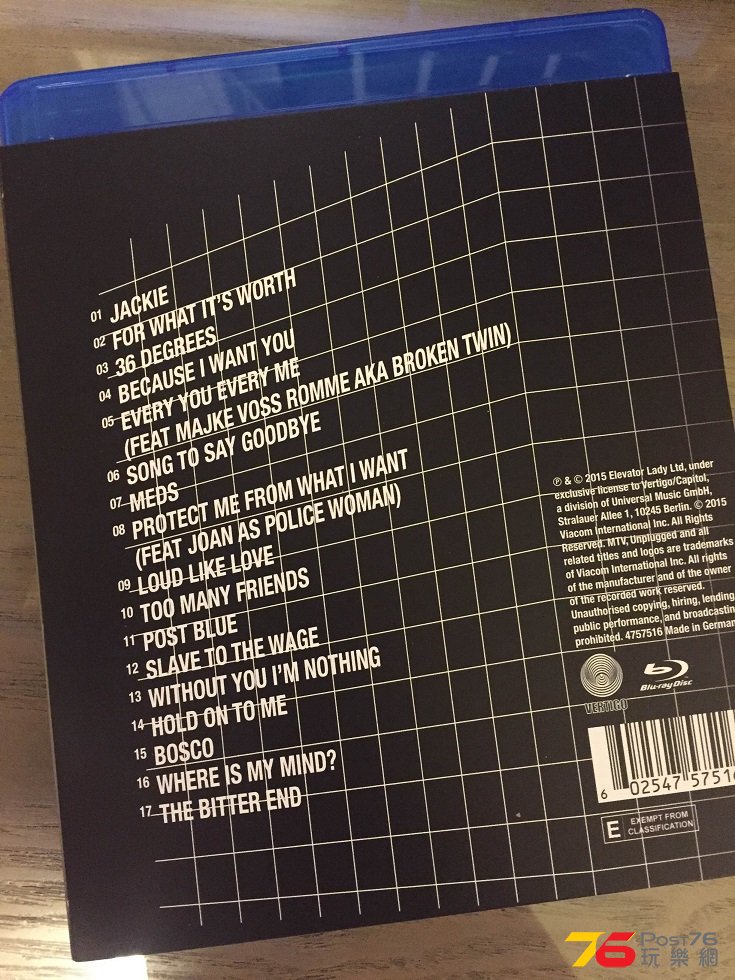 01 JACKIE
02 FOR WHAT IT'S WORTH
03 36 DEGREES
04 BECAUSE I WANT YOU
05 EVERY YOU EVERY ME
(FEAT MAJKE VOSS ROMME AKA BROKEN TWIN)
06 SONG TO SAY GOODBYE
07 MEDS
08 PROTECT ME FROM WHAT I WANT
(FEAT JOAN AS POLICE WOMAN)
09 LOUD LIKE LOVE
10 TOO MANY FRIENDS
11 POST BLUE
12 SLAVE TO THE WAGE
13 WITHOUT YOU I'M NOTHING
14 HOLD ON TO ME
15 BOSCO
16 WHERE IS MY MIND?
17 THE BITTER END
℗ & © 2015 Elevator Lady Ltd, under
exclusive license to Vertigo/Capitol,
a division of Universal Music GmbH,
Stralauer Allee 1, 10245 Berlin. © 2015
Viacom International Inc. All Rights
Reserved. MTV, Unplugged and all
related titles and logos are trademarks
of Viacom International Inc. All rights
of the manufacturer and of the owner
of the recorded work reserved.
Unauthorised copying, hiring, lending,
public performance, and broadcasting
prohibited. 4757516 Made in German
VERTIGO
Blu-ray Disc
6 02547 57516
E EXEMPT FROM
CLASSIFICATION
76 Post76
玩樂網